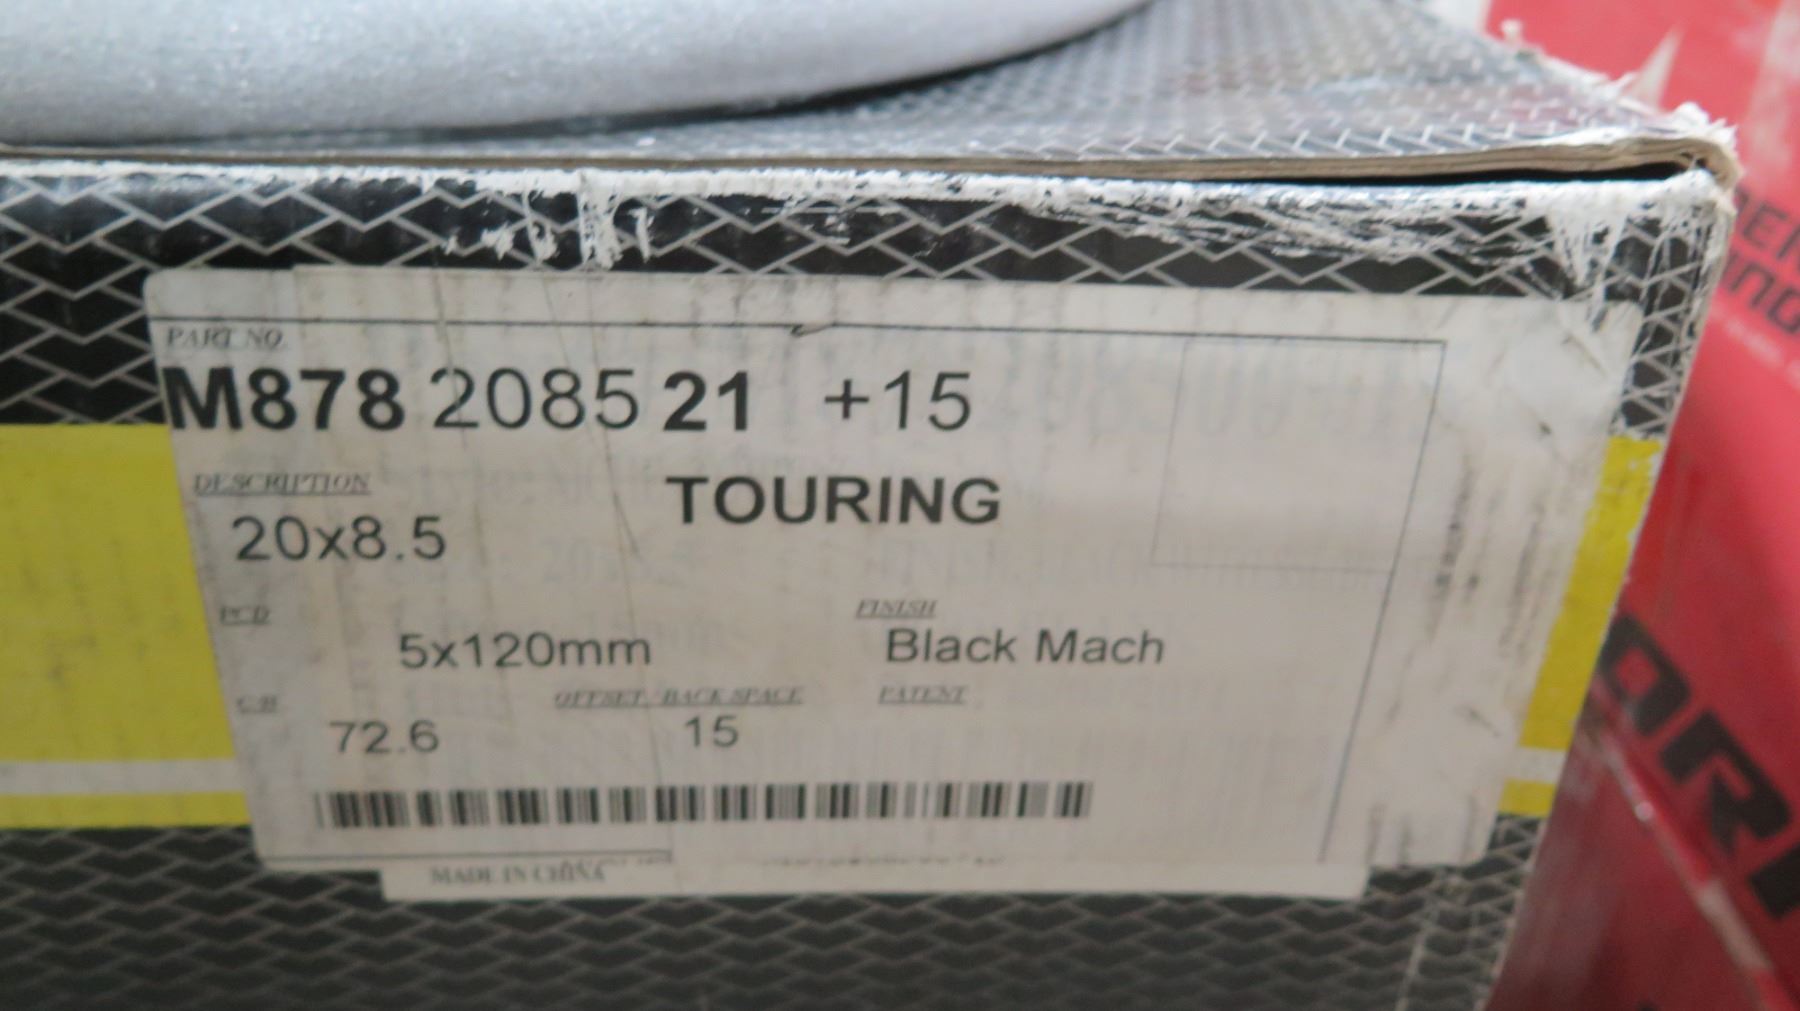 PART NO
M878 2085 21 +15
DESCRIPTION
TOURING
20x8.5
PCD
FINISH
5x120mm
Black Mach
C/B
OFFSET / BACK SPACE
PATENT
72.6
15
MADE IN CHINA